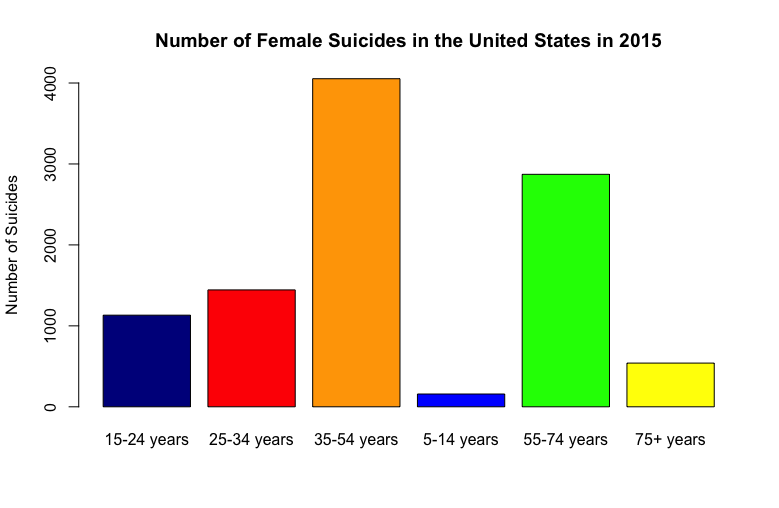 Number of Female Suicides in the United States in 2015
Number of Suicides
4000
3000
2000
1000
0
15-24 years 25-34 years 35-54 years 5-14 years 55-74 years 75+ years